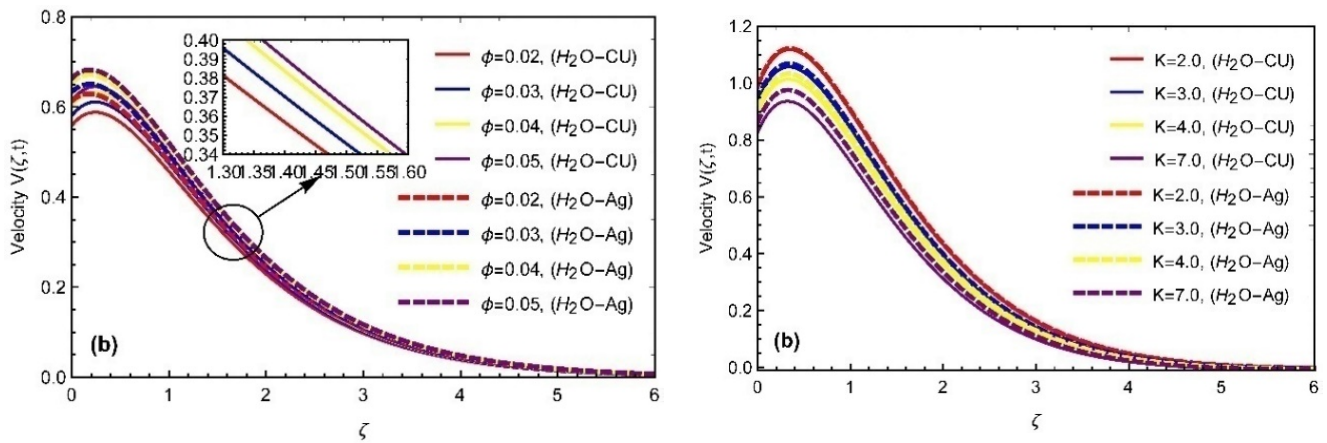 0.8
0.6
0.4
0.2
0.0
Velocity V(ζ,t)
0.40
0.39
0.38
0.37
0.36
0.35
0.34
1.30 1.35 1.40 1.45 1.50 1.55 1.60
ϕ=0.02, (H2O–CU)
ϕ=0.03, (H2O–CU)
ϕ=0.04, (H2O–CU)
ϕ=0.05, (H2O–CU)
ϕ=0.02, (H2O–Ag)
ϕ=0.03, (H2O–Ag)
ϕ=0.04, (H2O–Ag)
ϕ=0.05, (H2O–Ag)
(b)
0 1 2 3 4 5 6
ζ
1.2
1.0
0.8
0.6
0.4
0.2
0.0
Velocity V(ζ,t)
K=2.0, (H2O–CU)
K=3.0, (H2O–CU)
K=4.0, (H2O–CU)
K=7.0, (H2O–CU)
K=2.0, (H2O–Ag)
K=3.0, (H2O–Ag)
K=4.0, (H2O–Ag)
K=7.0, (H2O–Ag)
(b)
0 1 2 3 4 5 6
ζ